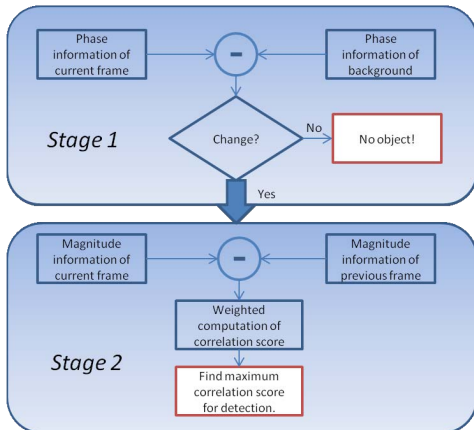 Phase
information of
current frame
-
Phase
information of
background
Change?
No
No object!
Stage 1
Yes
Magnitude
information of
current frame
-
Magnitude
information of
previous frame
Weighted
computation of
correlation score
Stage 2
Find maximum
correlation score
for detection.